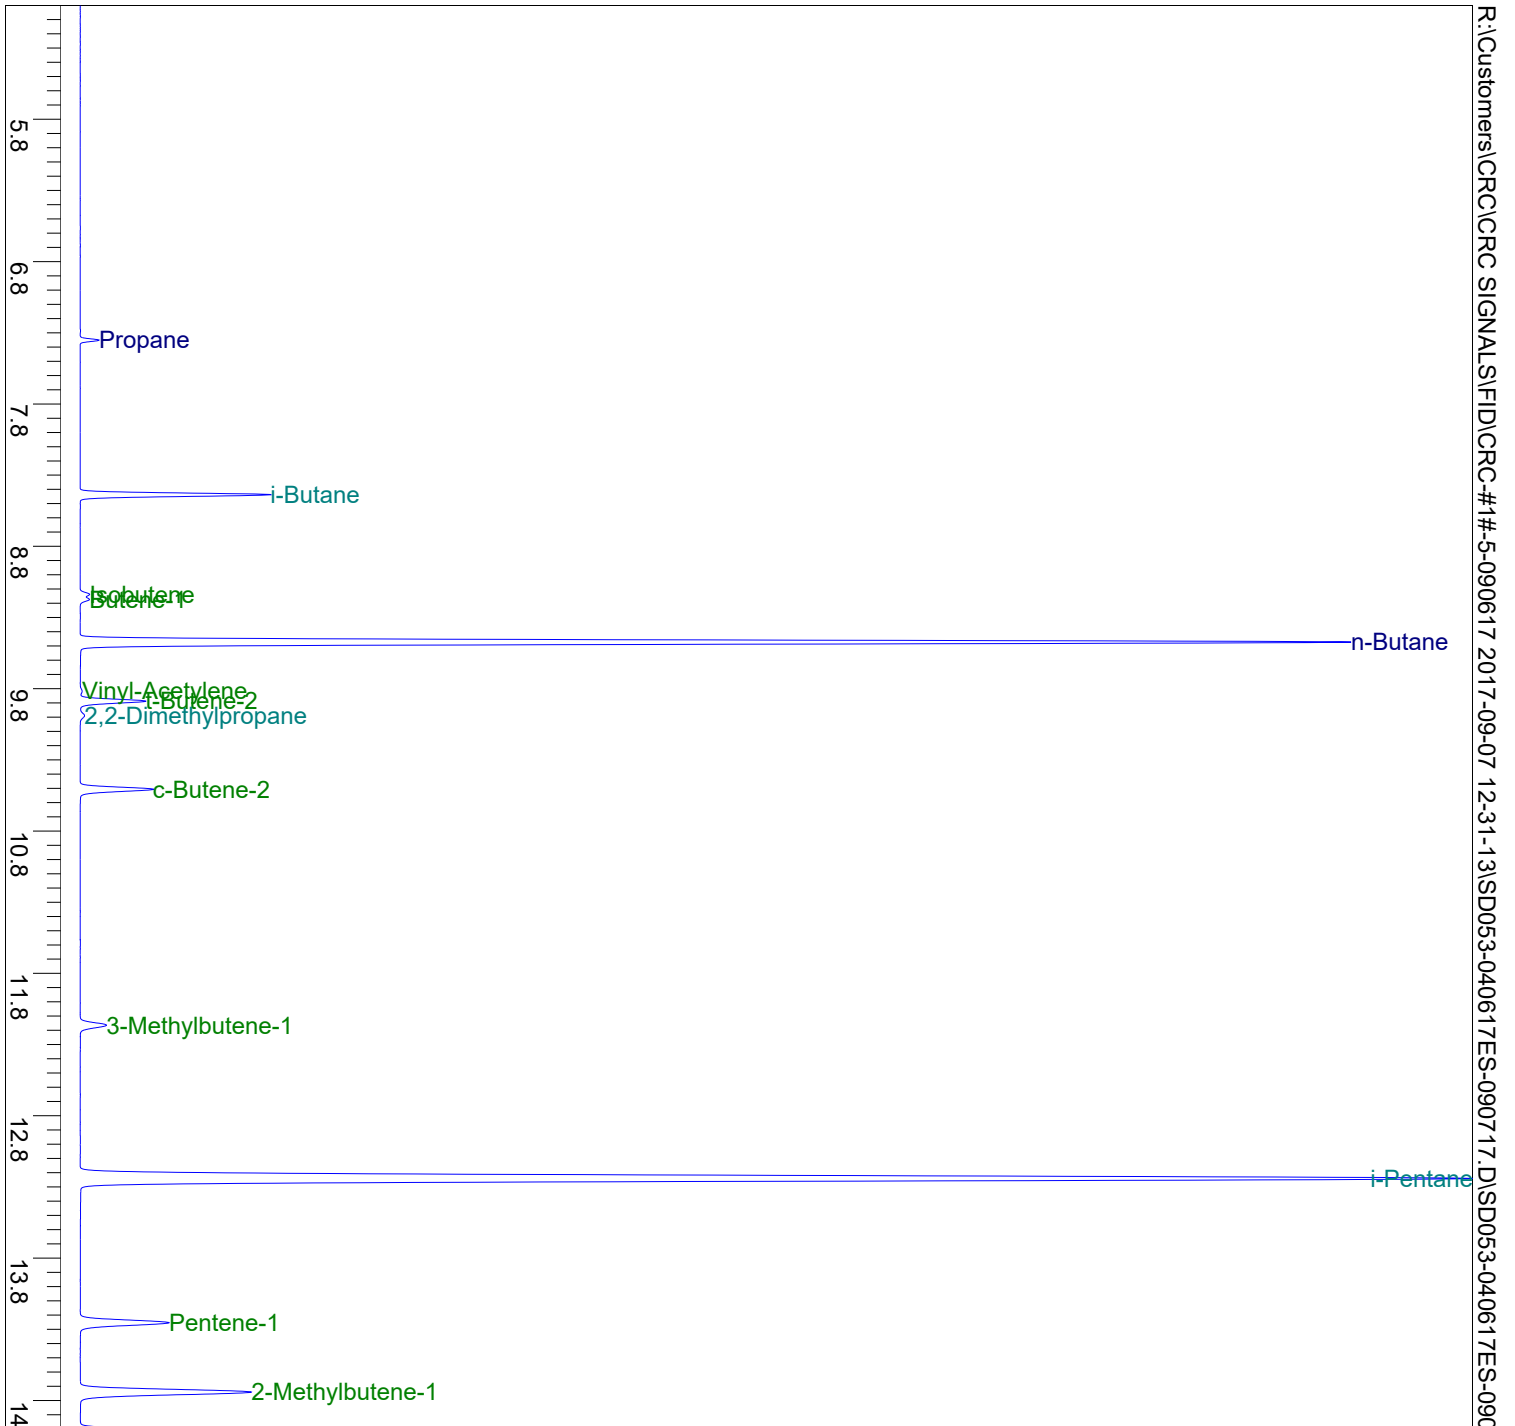 R:\Customers\CRC\CRC SIGNALS\FID\CRC-#1#-5-090617 2017-09-07 12-31-13\SD053-040617ES-090717.D\SD053-040617ES-090
5.8
6.8
Propane
7.8
i-Butane
8.8
Isobutene
Butene-1
n-Butane
Vinyl-Acetylene
9.8
t-Butene-2
2,2-Dimethylpropane
c-Butene-2
10.8
11.8
3-Methylbutene-1
12.8
i-Pentane
13.8
Pentene-1
2-Methylbutene-1
14